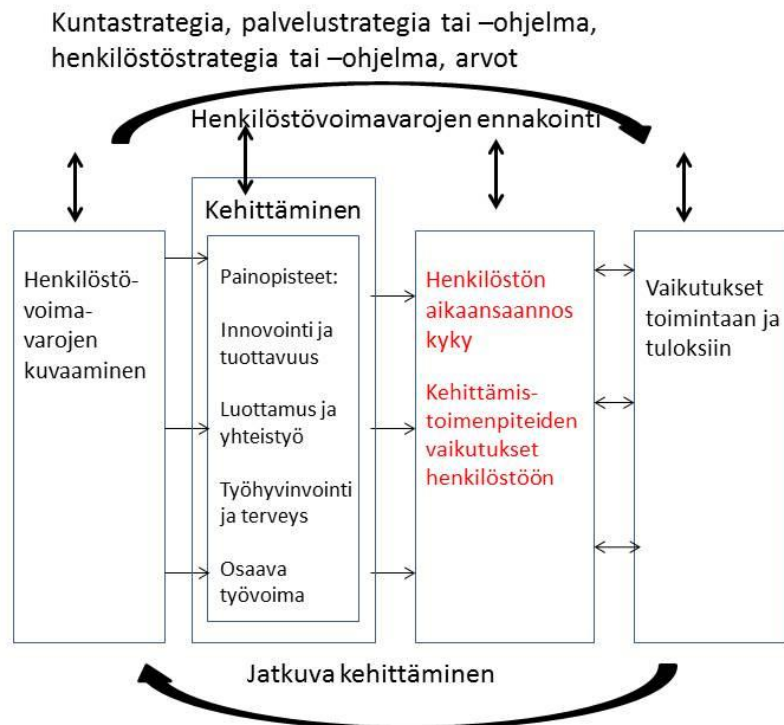 Kuntastrategia, palvelustrategia tai –ohjelma,
henkilöstöstrategia tai –ohjelma, arvot
Henkilöstövoimavarojen ennakointi
Henkilöstö-
voima-
varojen
kuvaaminen
Kehittäminen
Painopisteet:
Innovointi ja
tuottavuus
Luottamus ja
yhteistyö
Työhyvinvointi
ja terveys
Osaava
työvoima
Henkilöstön
aikaansaannos
kyky
Kehittämis-
toimenpiteiden
vaikutukset
henkilöstöön
Vaikutukset
toimintaan ja
tuloksiin
Jatkuva kehittäminen